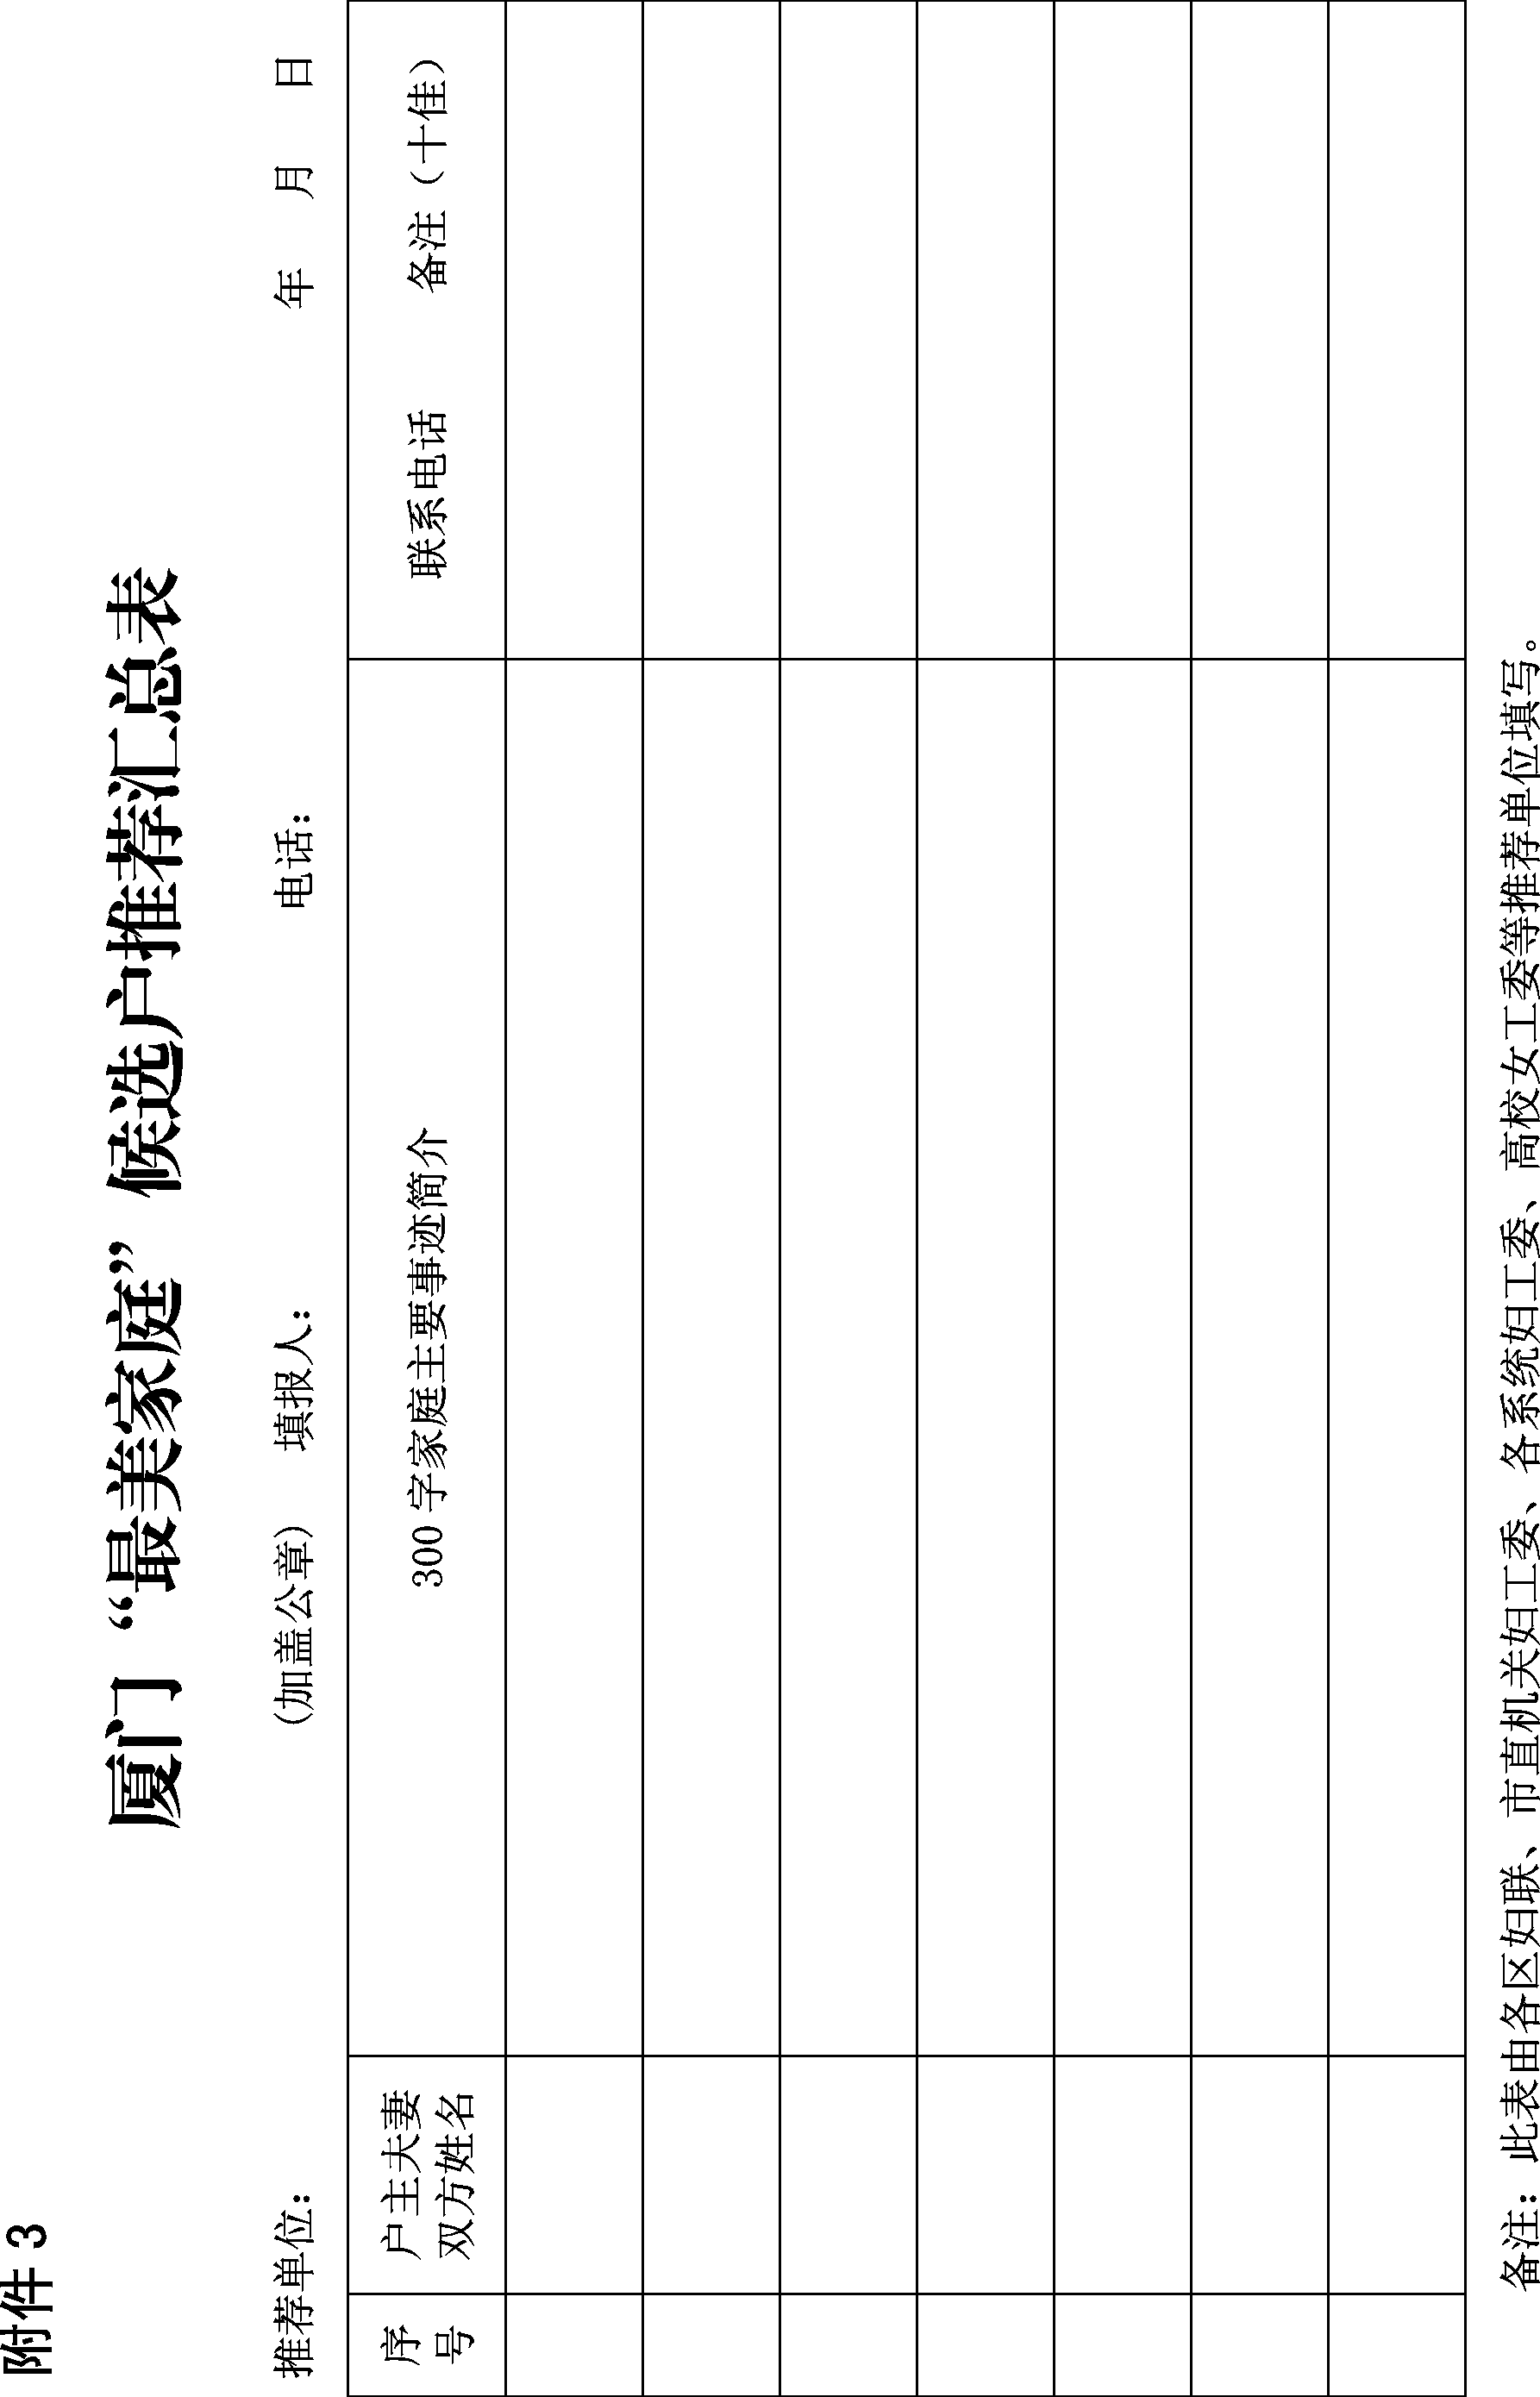 附件 3
厦门“最美家庭”候选户推荐汇总表
推荐单位： (加盖公章) 填报人： 电话： 年 月 日
序号 户主夫妻双方姓名 300 字家庭主要事迹简介 联系电话 备注（十佳）
备注：此表由各区妇联、市直机关妇工委、各系统妇工委、高校女工委等推荐单位填写。